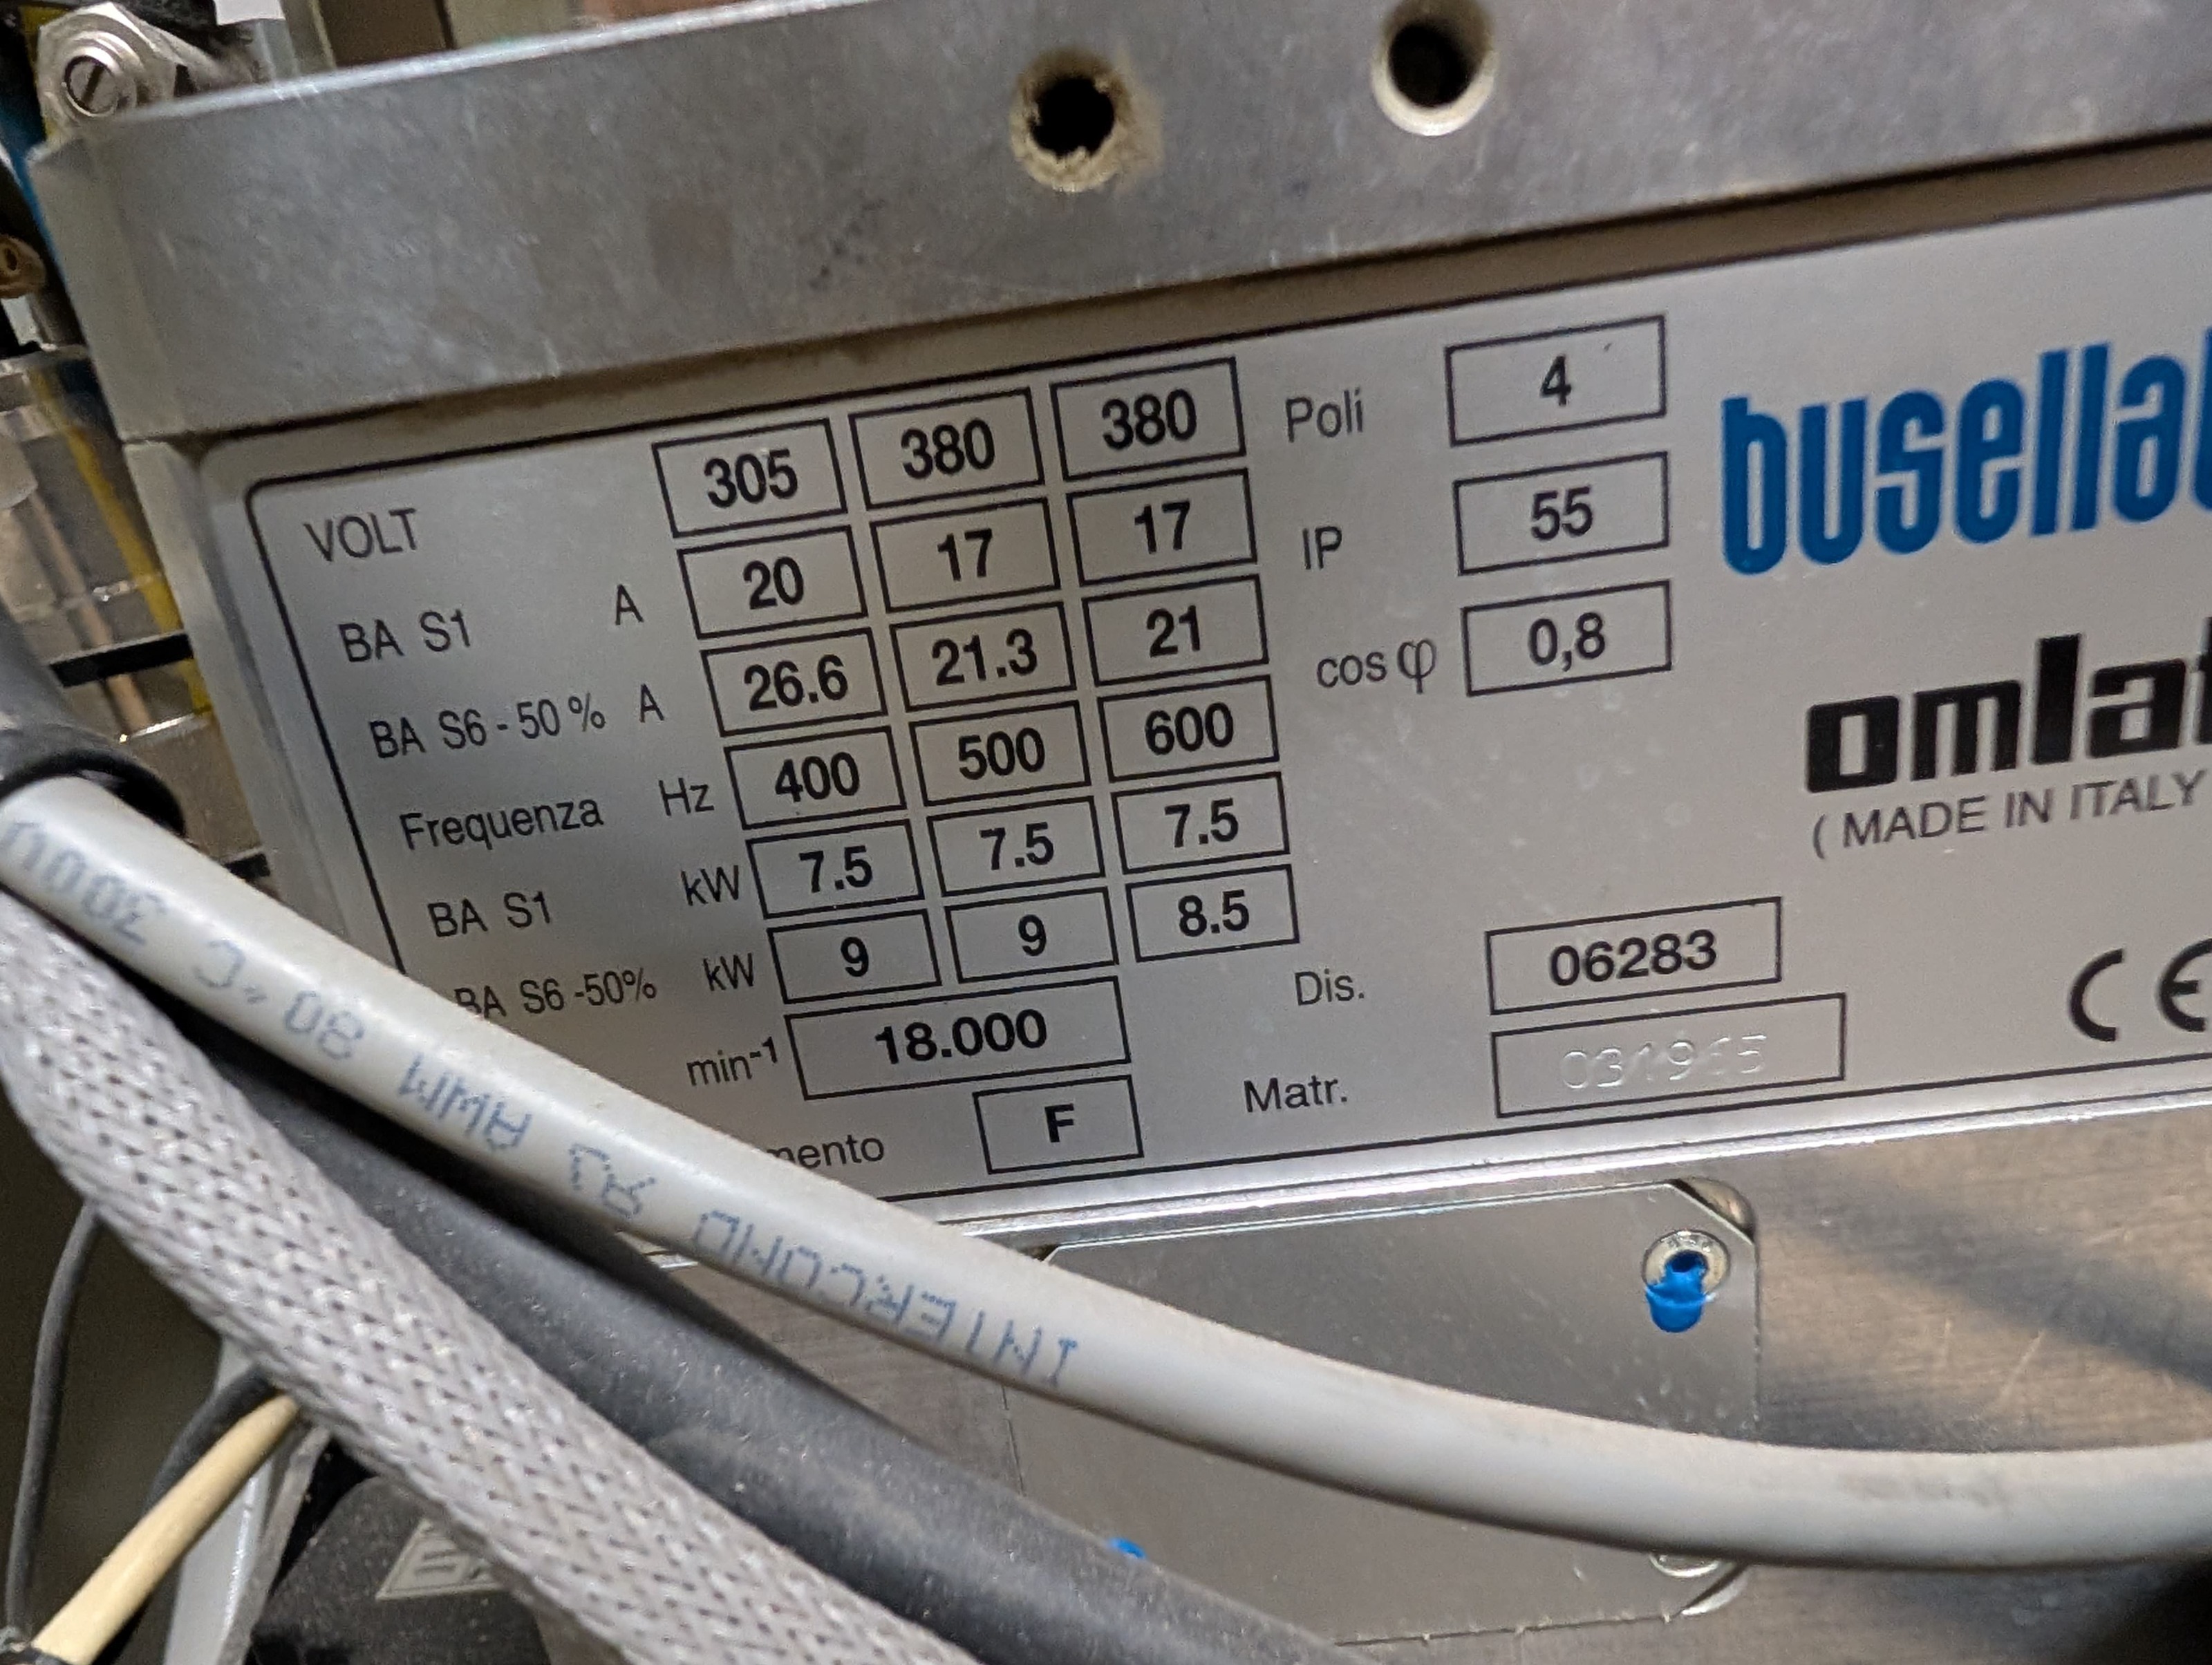 VOLT 305 380 380 Poli 4
BA S1 A 20 17 17 IP 55
BA S6 - 50% A 26.6 21.3 21 cos φ 0,8
Frequenza Hz 400 500 600
BA S1 kW 7.5 7.5 7.5
BA S6 -50% kW 9 9 8.5
min⁻¹ 18.000 Dis. 06283
F Matr.
omla
( MADE IN ITALY
CE
INTERCOND RJ AWM 80°C 300V